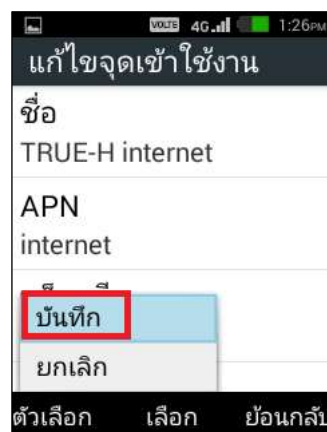 VOLTE 4G 1:26PM
แก้ไขจุดเข้าใช้งาน
ชื่อ
TRUE-H internet
APN
internet
บันทึก
ยกเลิก
ตัวเลือก เลือก ย้อนกลับ